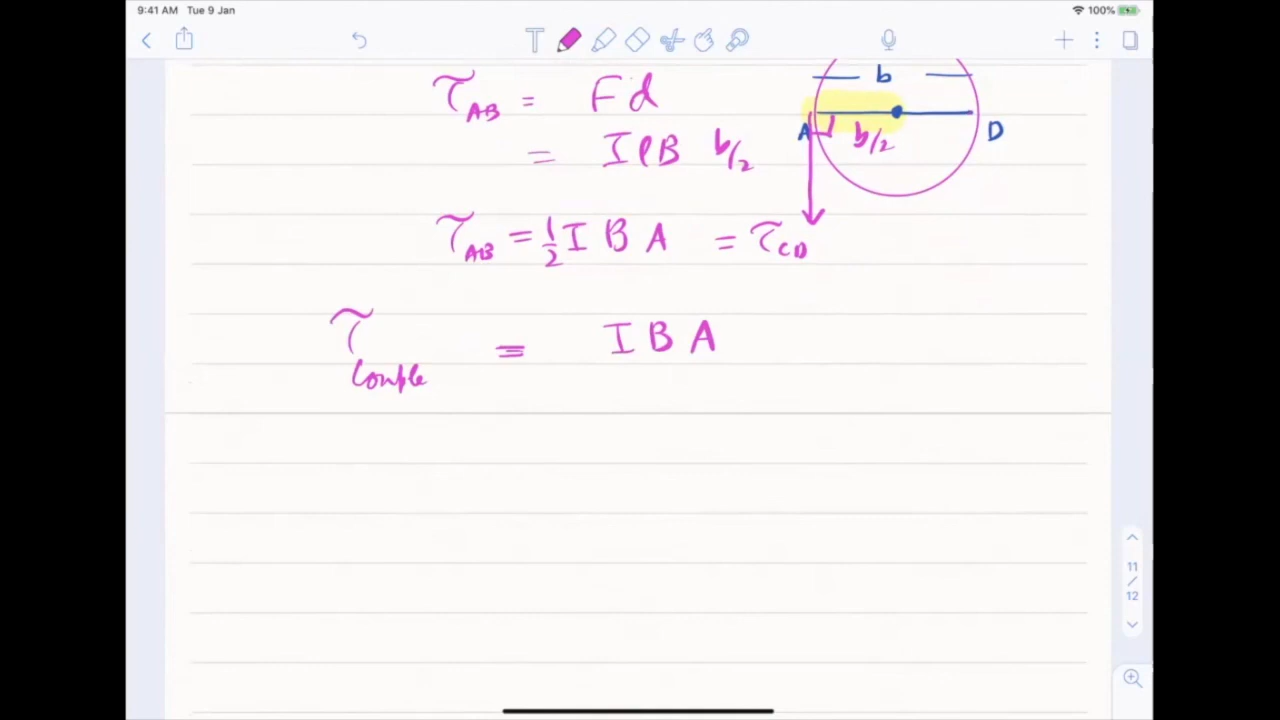 9:41 AM Tue 9 Jan
100%
T
b
τAB = Fd
A
D
b/2
= IlB b/2
τAB = 1/2 I B A = τCD
τcouple = I B A
11
/
12